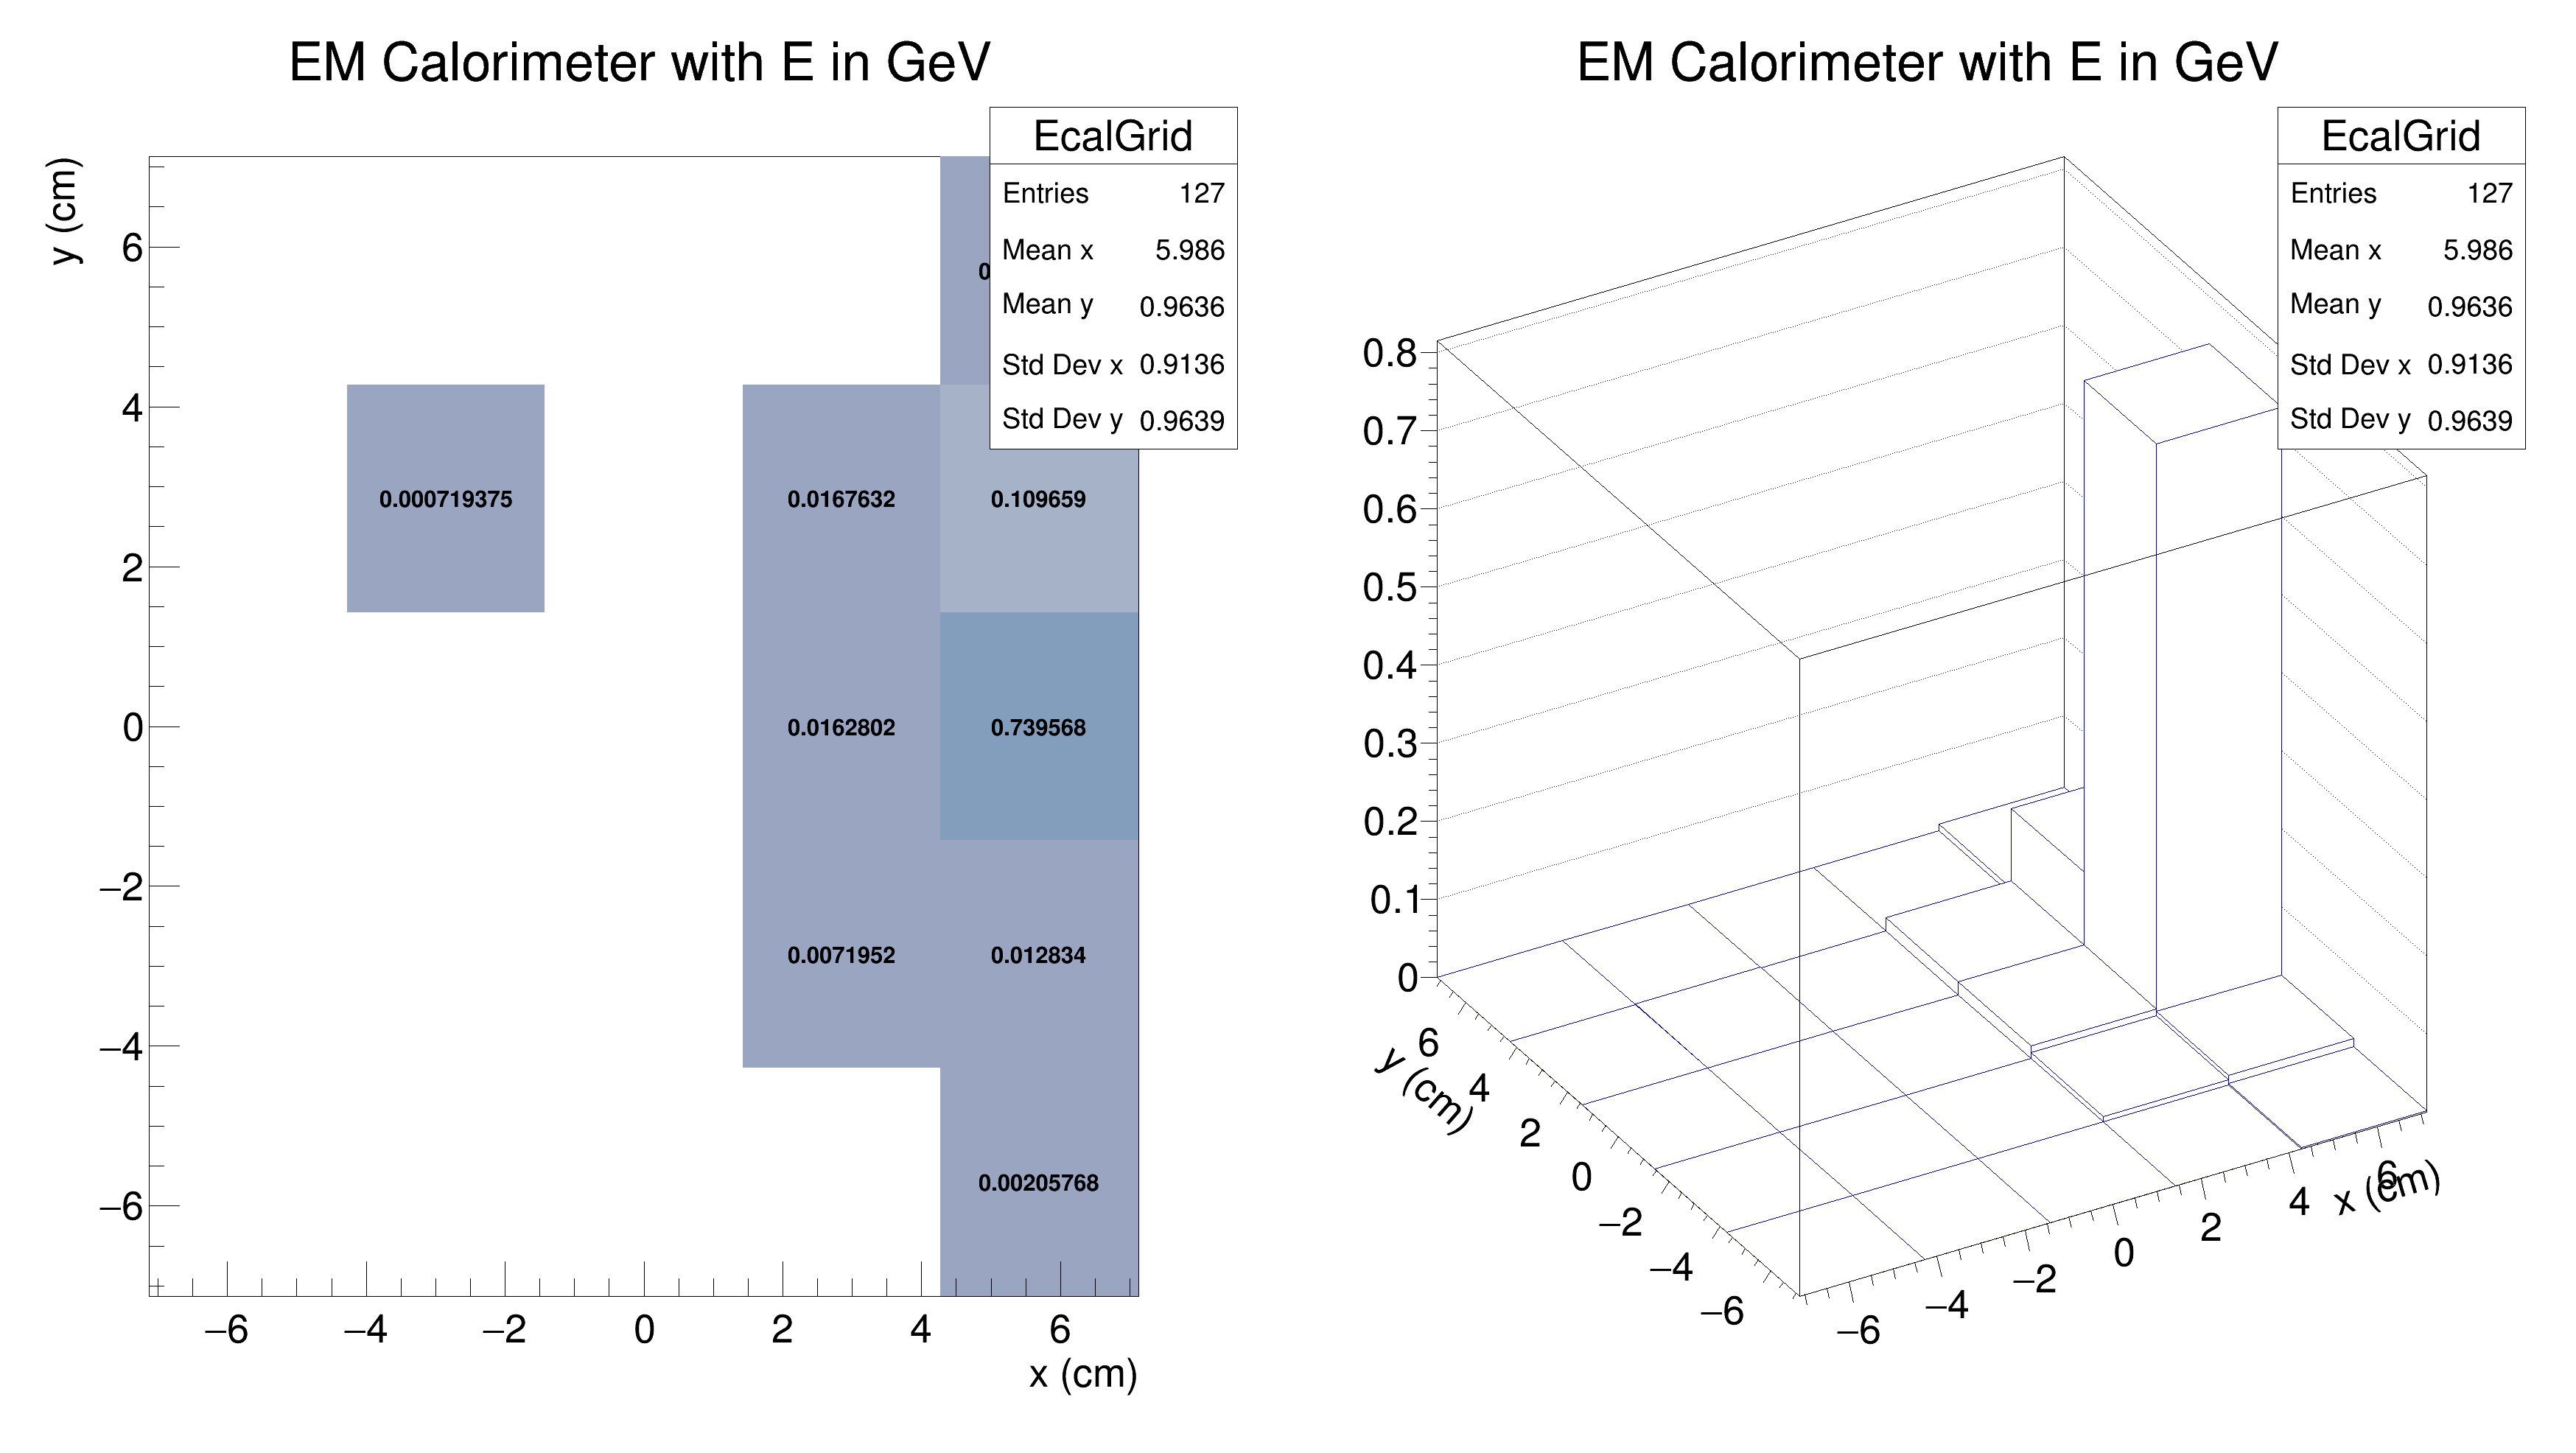 EM Calorimeter with E in GeV
EcalGrid
Entries 127
Mean x 5.986
Mean y 0.9636
Std Dev x 0.9136
Std Dev y 0.9639
y (cm)
6
4
2
0
−2
−4
−6
0.000719375 0.0167632 0.109659
0.0162802 0.739568
0.0071952 0.012834
0.00205768
−6 −4 −2 0 2 4 6
x (cm)
EM Calorimeter with E in GeV
EcalGrid
Entries 127
Mean x 5.986
Mean y 0.9636
Std Dev x 0.9136
Std Dev y 0.9639
0.8
0.7
0.6
0.5
0.4
0.3
0.2
0.1
0
y (cm)
6
4
2
0
−2
−4
−6
−6 −4 −2 0 2 4 6
x (cm)